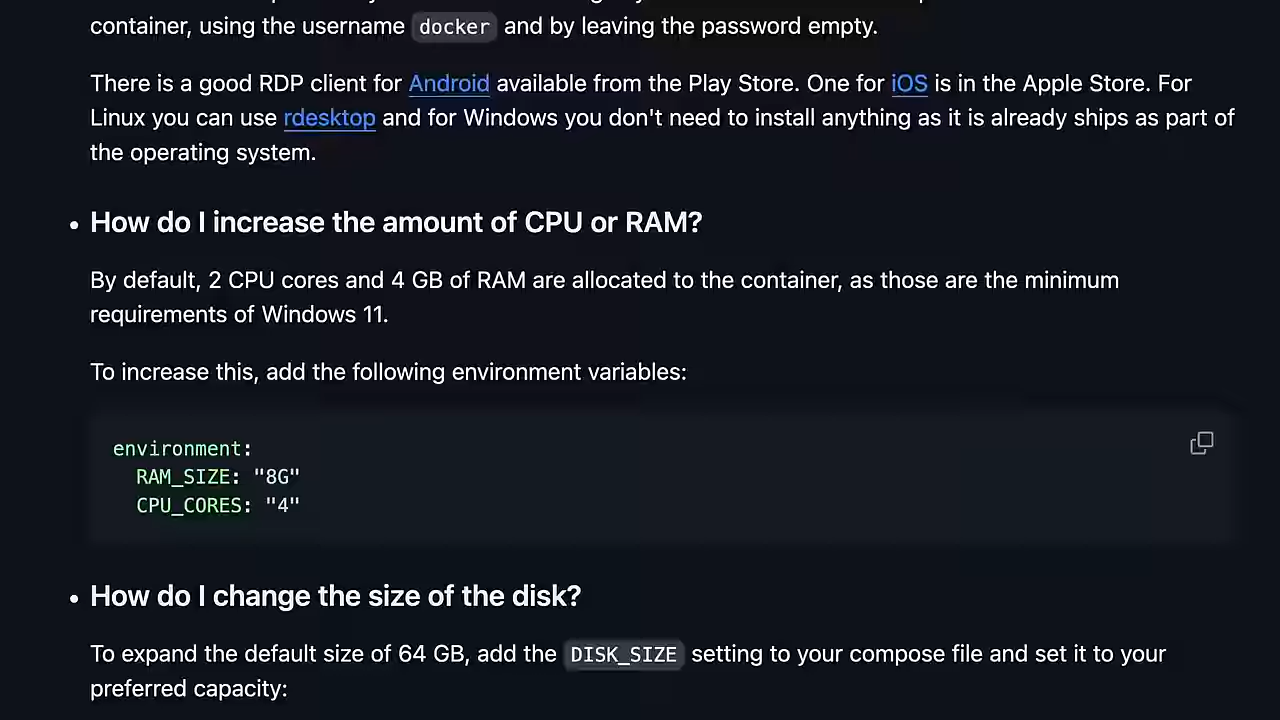 container, using the username docker and by leaving the password empty.
There is a good RDP client for Android available from the Play Store. One for iOS is in the Apple Store. For
Linux you can use rdesktop and for Windows you don't need to install anything as it is already ships as part of
the operating system.
• How do I increase the amount of CPU or RAM?
By default, 2 CPU cores and 4 GB of RAM are allocated to the container, as those are the minimum
requirements of Windows 11.
To increase this, add the following environment variables:
environment:
  RAM_SIZE: "8G"
  CPU_CORES: "4"
• How do I change the size of the disk?
To expand the default size of 64 GB, add the DISK_SIZE setting to your compose file and set it to your
preferred capacity: